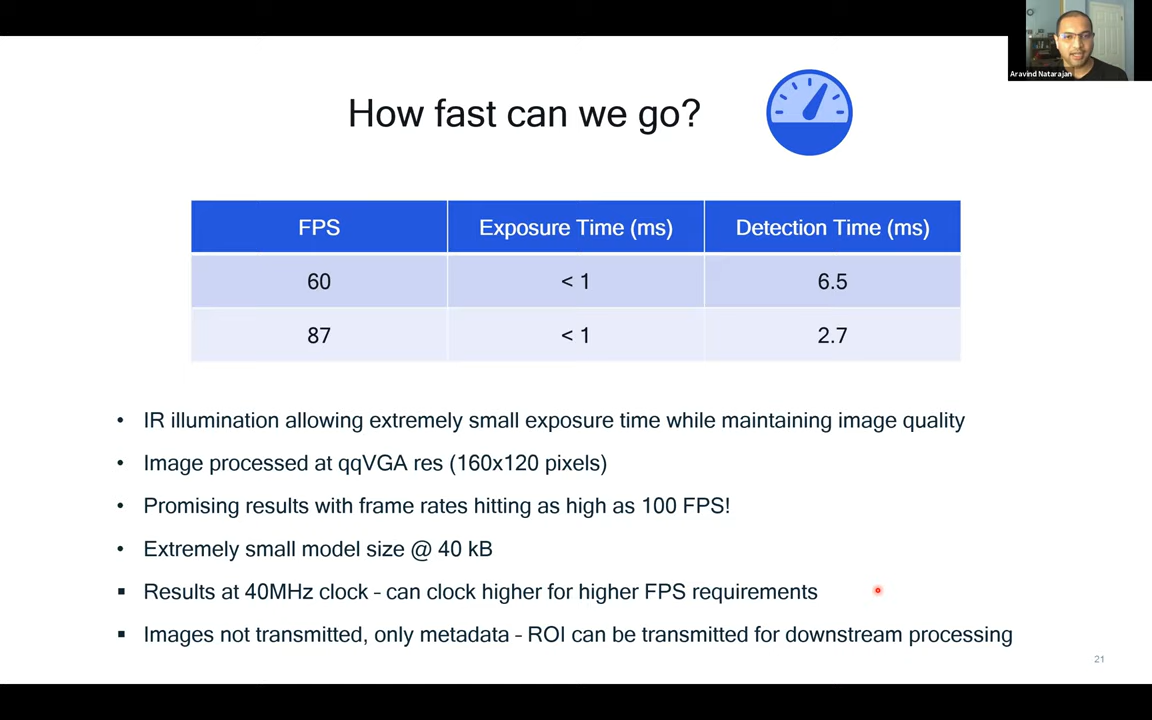 Aravind Natarajan
How fast can we go?
FPS Exposure Time (ms) Detection Time (ms)
60 < 1 6.5
87 < 1 2.7
• IR illumination allowing extremely small exposure time while maintaining image quality
• Image processed at qqVGA res (160x120 pixels)
• Promising results with frame rates hitting as high as 100 FPS!
• Extremely small model size @ 40 kB
▪ Results at 40MHz clock – can clock higher for higher FPS requirements
▪ Images not transmitted, only metadata – ROI can be transmitted for downstream processing
21